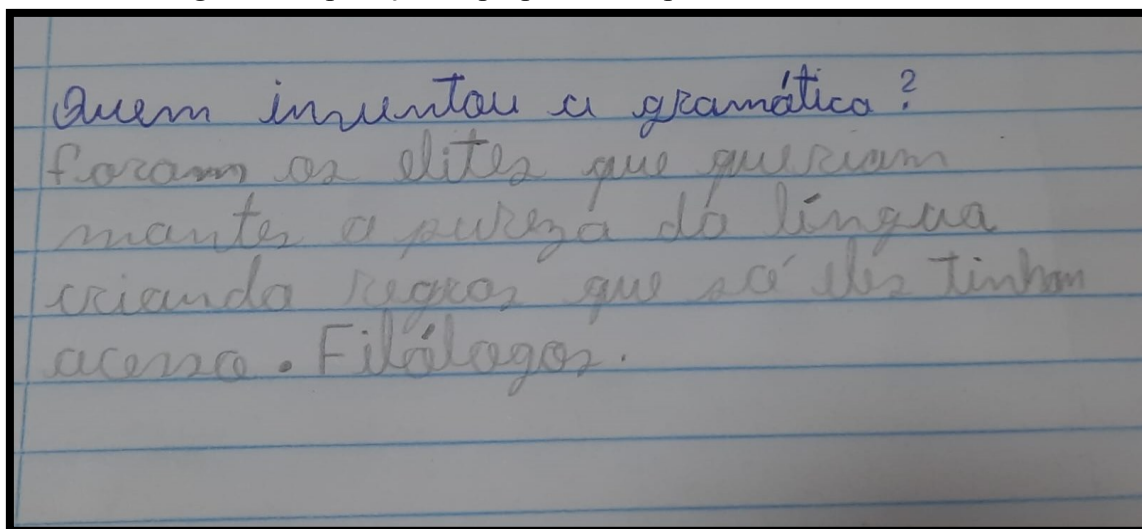 Quem inventou a gramática?
foram os elites que queriam
manter a pureza da língua
criando regras que só eles tinham
acesso. Filólogos.